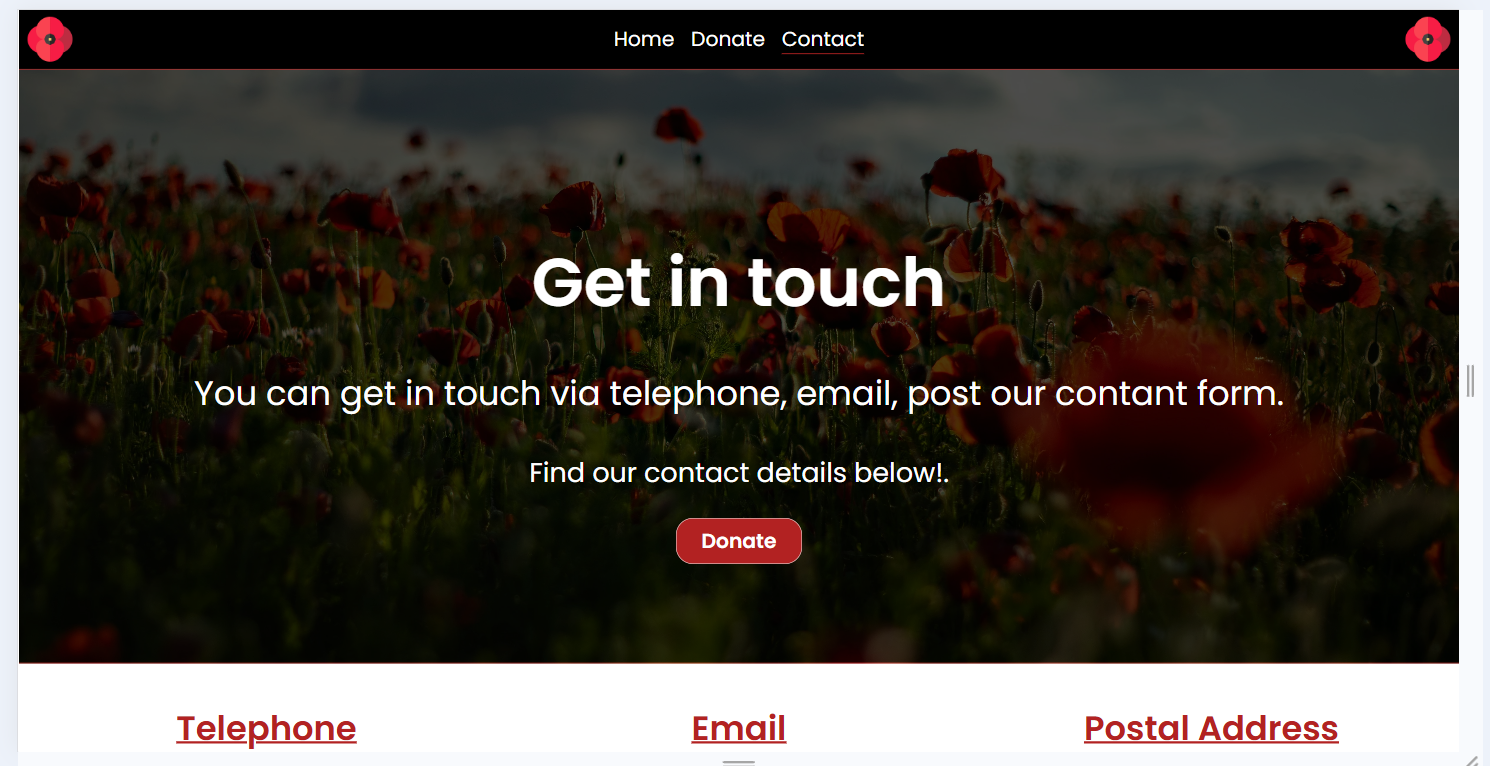 Home Donate Contact
Get in touch
You can get in touch via telephone, email, post our contant form.
Find our contact details below!.
Donate
Telephone Email Postal Address